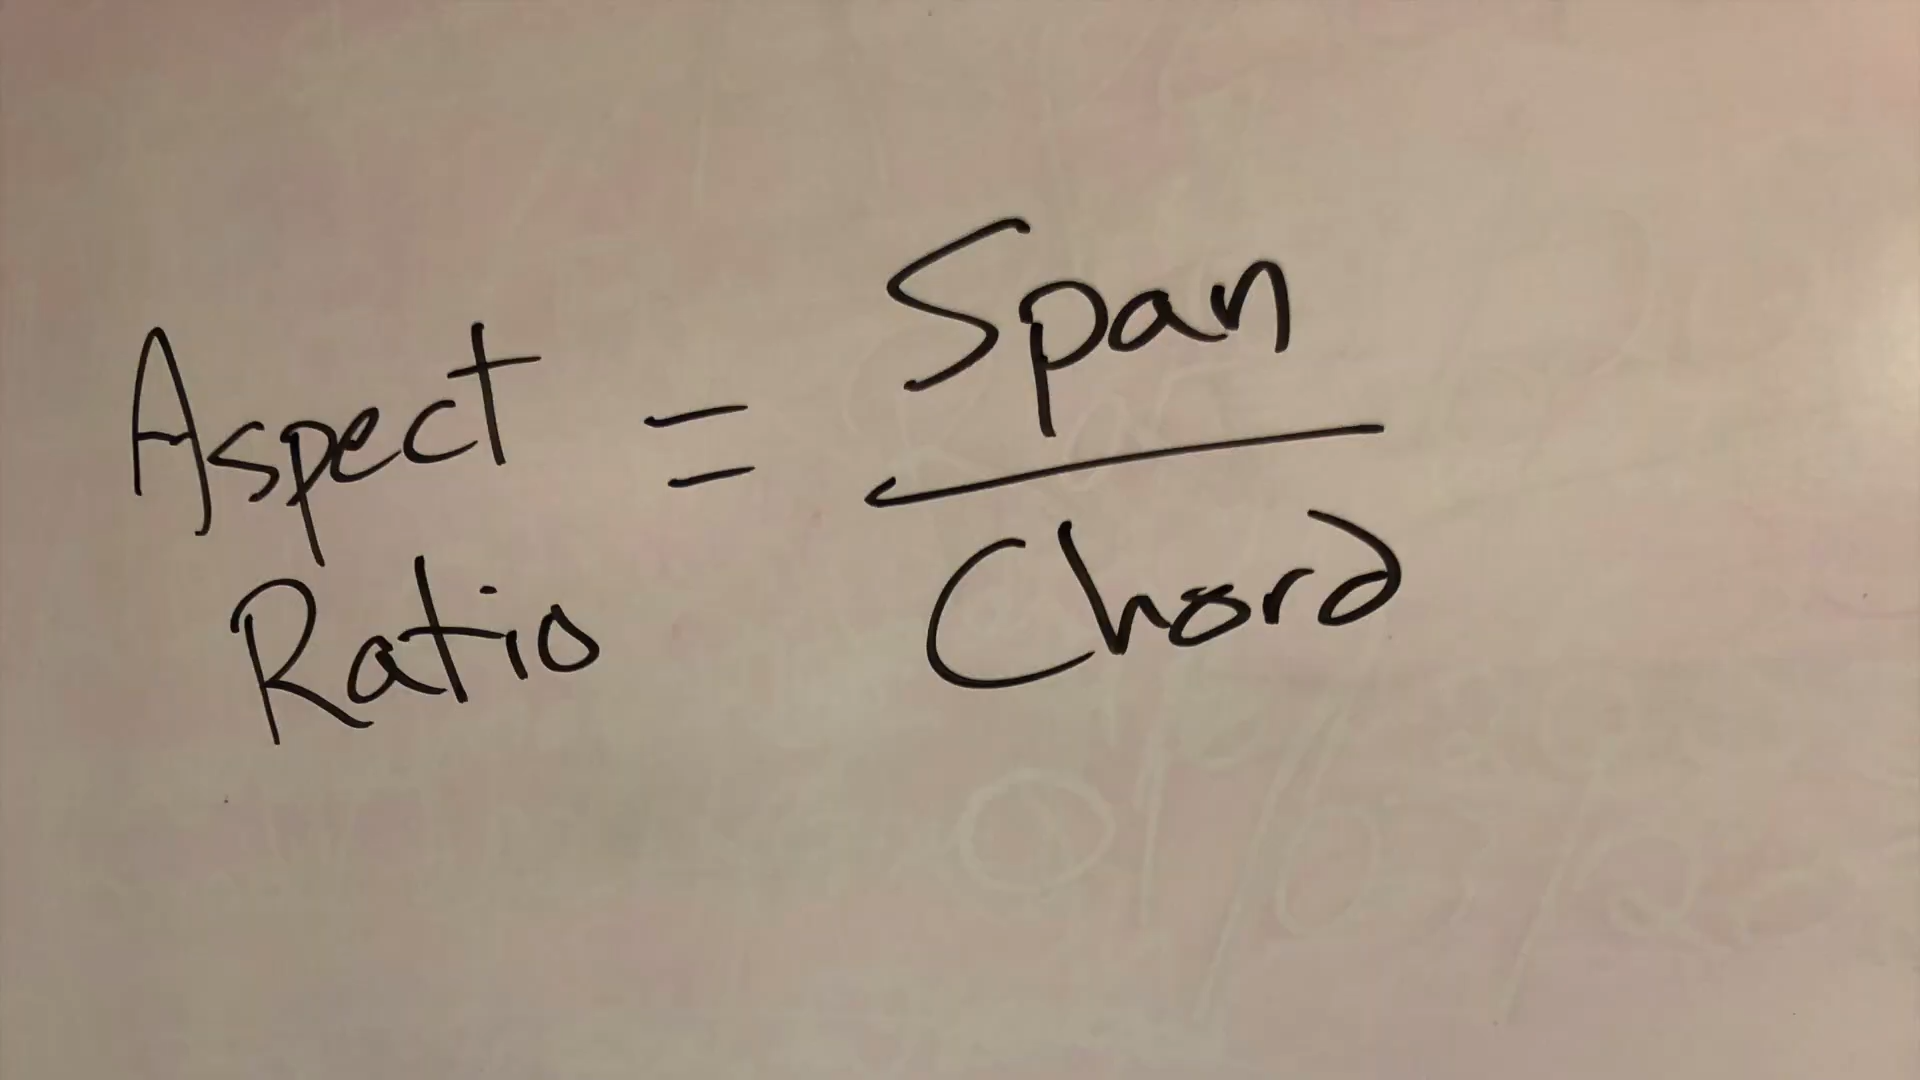 Aspect Ratio = Span / Chord